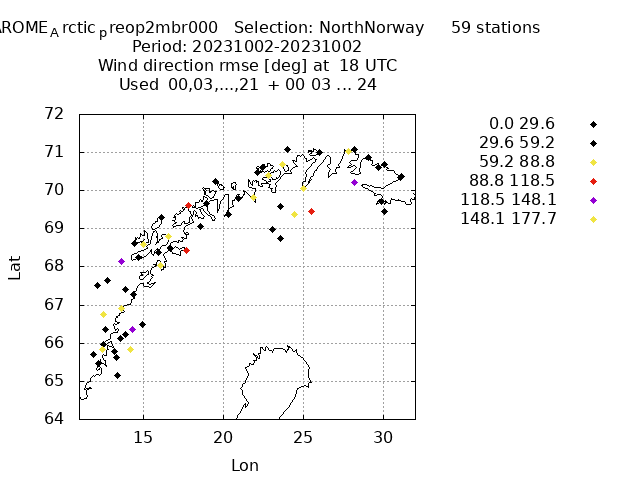 AROME_Arctic_preop2mbr000   Selection: NorthNorway      59 stations
Period: 20231002-20231002
Wind direction rmse [deg] at  18 UTC
Used  00,03,...,21  + 00 03 ... 24
72
71
70
69
68
67
66
65
64
Lat
15 20 25 30
Lon
0.0 29.6
29.6 59.2
59.2 88.8
88.8 118.5
118.5 148.1
148.1 177.7